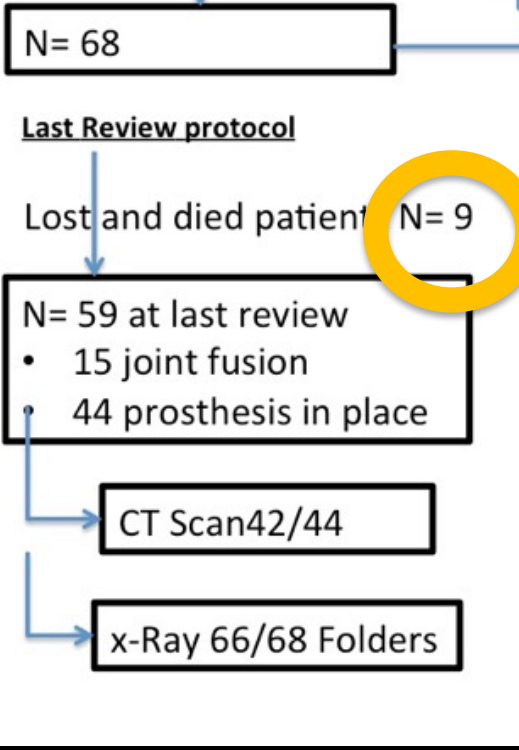 N= 68
Last Review protocol
Lost and died patient N= 9
N= 59 at last review
• 15 joint fusion
• 44 prosthesis in place
CT Scan42/44
x-Ray 66/68 Folders